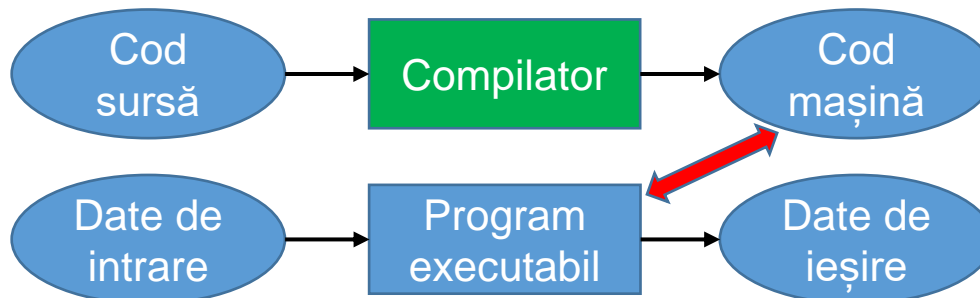 Cod
sursă
Compilator
Cod
mașină
Date de
intrare
Program
executabil
Date de
ieșire